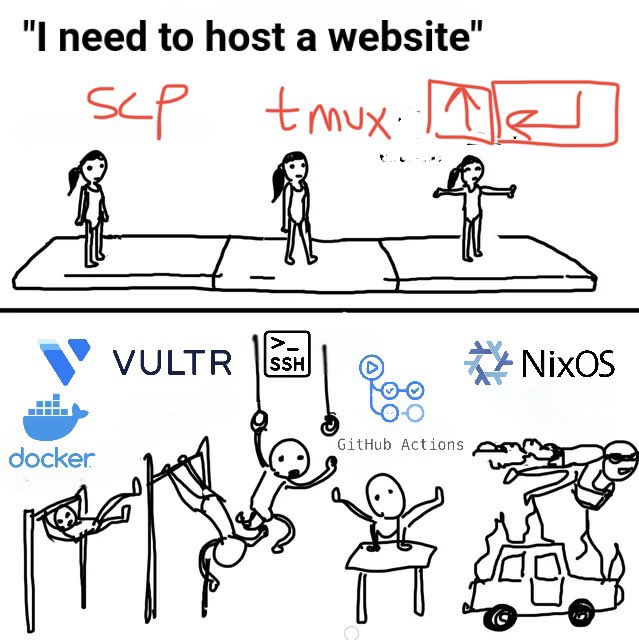 "I need to host a website"
scp tmux ↑ ↵
VULTR >_ SSH NixOS
docker GitHub Actions